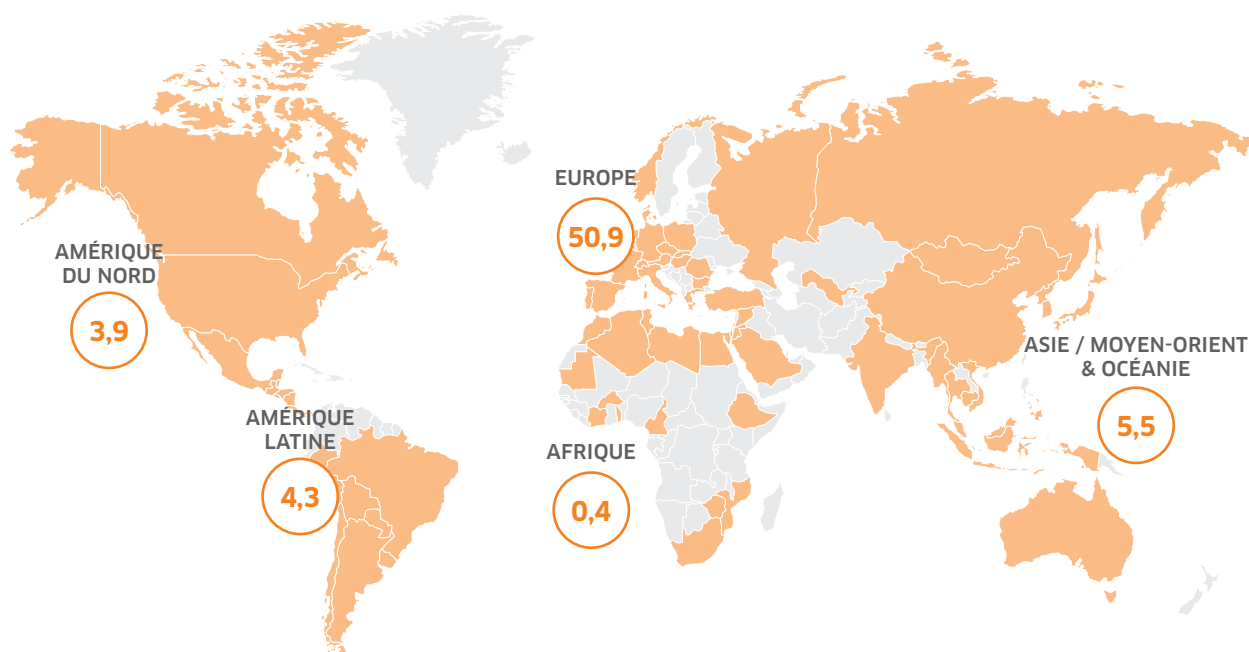 EUROPE
50,9
AMÉRIQUE
DU NORD
3,9
ASIE / MOYEN-ORIENT
& OCÉANIE
5,5
AMÉRIQUE
LATINE
4,3
AFRIQUE
0,4